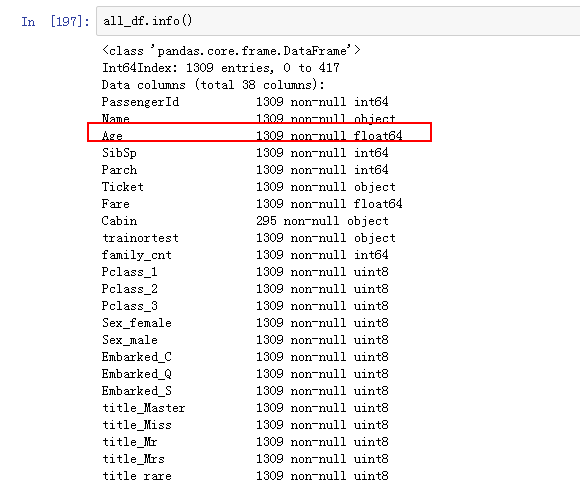 In [197]: all_df.info()
<class 'pandas.core.frame.DataFrame'>
Int64Index: 1309 entries, 0 to 417
Data columns (total 38 columns):
PassengerId 1309 non-null int64
Name 1309 non-null object
Age 1309 non-null float64
SibSp 1309 non-null int64
Parch 1309 non-null int64
Ticket 1309 non-null object
Fare 1309 non-null float64
Cabin 295 non-null object
trainortest 1309 non-null object
family_cnt 1309 non-null int64
Pclass_1 1309 non-null uint8
Pclass_2 1309 non-null uint8
Pclass_3 1309 non-null uint8
Sex_female 1309 non-null uint8
Sex_male 1309 non-null uint8
Embarked_C 1309 non-null uint8
Embarked_Q 1309 non-null uint8
Embarked_S 1309 non-null uint8
title_Master 1309 non-null uint8
title_Miss 1309 non-null uint8
title_Mr 1309 non-null uint8
title_Mrs 1309 non-null uint8
title_rare 1309 non-null uint8